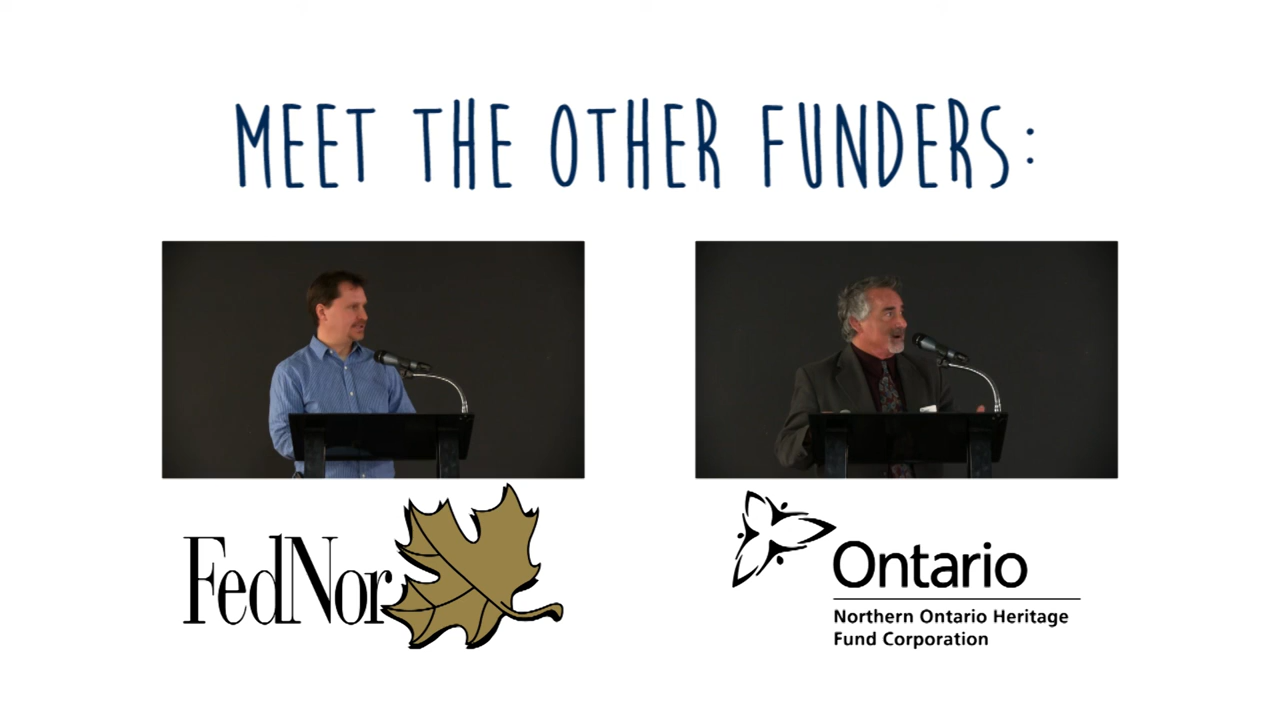 MEET THE OTHER FUNDERS:
FedNor
Ontario
Northern Ontario Heritage
Fund Corporation